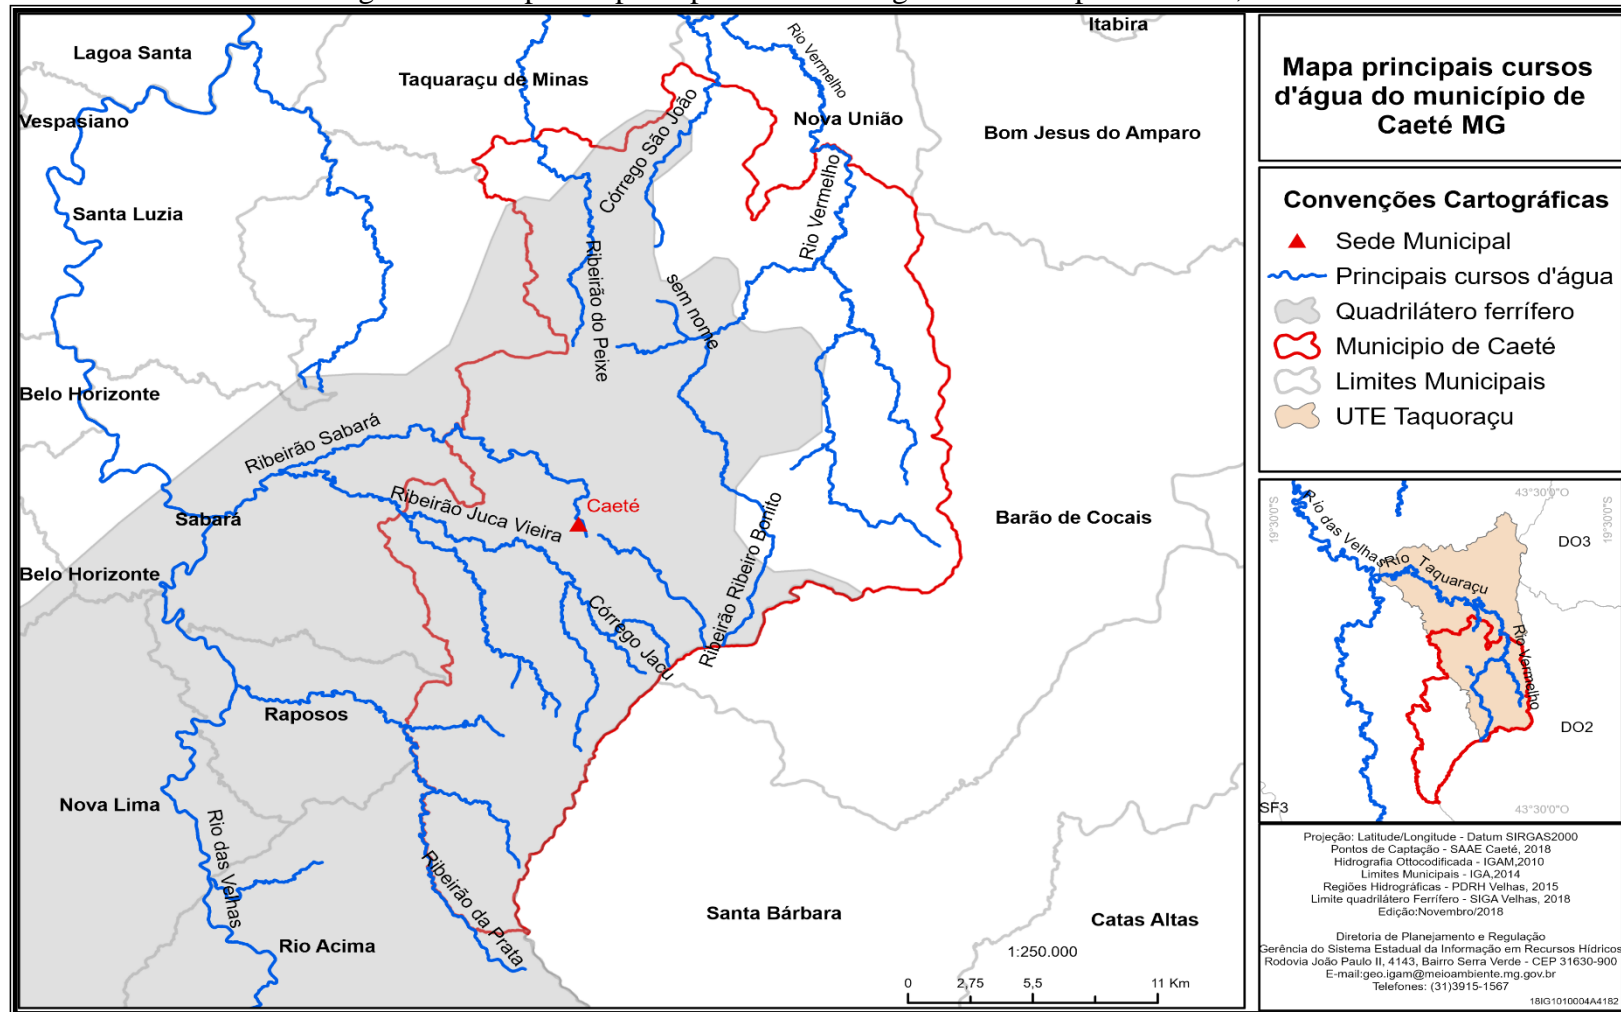 Lagoa Santa
Vespasiano
Taquaraçu de Minas
Itabira
Rio Vermelho
Nova União
Bom Jesus do Amparo
Santa Luzia
Córrego São João
Rio Vermelho
Ribeirão do Peixe
sem nome
Belo Horizonte
Ribeirão Sabará
Sabará
Ribeirão Juca Vieira
Caeté
Ribeirão Ribeiro Bonito
Barão de Cocais
Belo Horizonte
Córrego Jacu
Raposos
Nova Lima
Rio das Velhas
Ribeirão da Prata
Rio Acima
Santa Bárbara
Catas Altas
1:250.000
0 2,75 5,5 11 Km
Mapa principais cursos
d'água do município de
Caeté MG
Convenções Cartográficas
Sede Municipal
Principais cursos d'água
Quadrilátero ferrífero
Municipio de Caeté
Limites Municipais
UTE Taquoraçu
43°30'0"O
19°30'0"S
19°30'0"S
Rio das Velhas
Rio Taquaraçu
Rio Vermelho
DO3
DO2
SF3
43°30'0"O
Projeção: Latitude/Longitude - Datum SIRGAS2000
Pontos de Captação - SAAE Caeté, 2018
Hidrografia Ottocodificada - IGAM,2010
Limites Municipais - IGA,2014
Regiões Hidrográficas - PDRH Velhas, 2015
Limite quadrilátero Ferrífero - SIGA Velhas, 2018
Edição:Novembro/2018
Diretoria de Planejamento e Regulação
Gerência do Sistema Estadual da Informação em Recursos Hídricos
Rodovia João Paulo II, 4143, Bairro Serra Verde - CEP 31630-900
E-mail:geo.igam@meioambiente.mg.gov.br
Telefones: (31)3915-1567
18IG1010004A4182